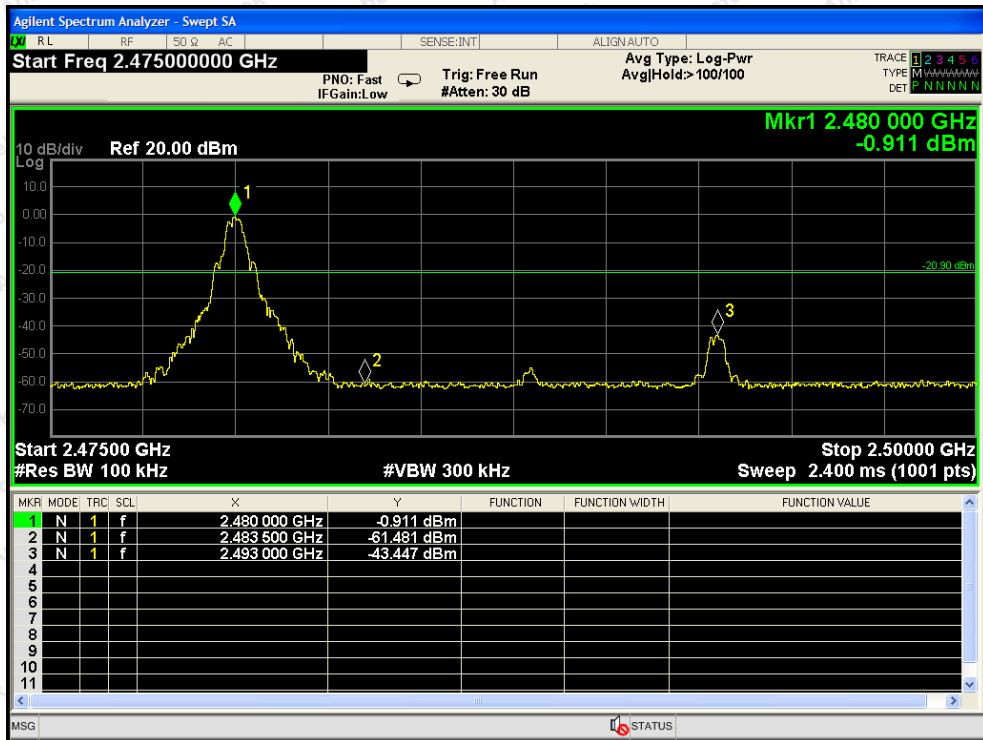 Agilent Spectrum Analyzer - Swept SA
LXI RL RF 50 Ω AC SENSE:INT ALIGN AUTO
Start Freq 2.475000000 GHz
PNO: Fast
IFGain:Low
Trig: Free Run
#Atten: 30 dB
Avg Type: Log-Pwr
Avg|Hold:>100/100
TRACE 1 2 3 4 5 6
TYPE M WWWWW
DET P N N N N N
Mkr1 2.480 000 GHz
-0.911 dBm
10 dB/div Ref 20.00 dBm
Log
10.0
0.00
-10.0
-20.0
-30.0
-40.0
-50.0
-60.0
-70.0
1
2
3
-20.90 dBm
Start 2.47500 GHz Stop 2.50000 GHz
#Res BW 100 kHz #VBW 300 kHz Sweep 2.400 ms (1001 pts)
MKR MODE TRC SCL X Y FUNCTION FUNCTION WIDTH FUNCTION VALUE
1 N 1 f 2.480 000 GHz -0.911 dBm
2 N 1 f 2.483 500 GHz -61.481 dBm
3 N 1 f 2.493 000 GHz -43.447 dBm
4
5
6
7
8
9
10
11
MSG STATUS